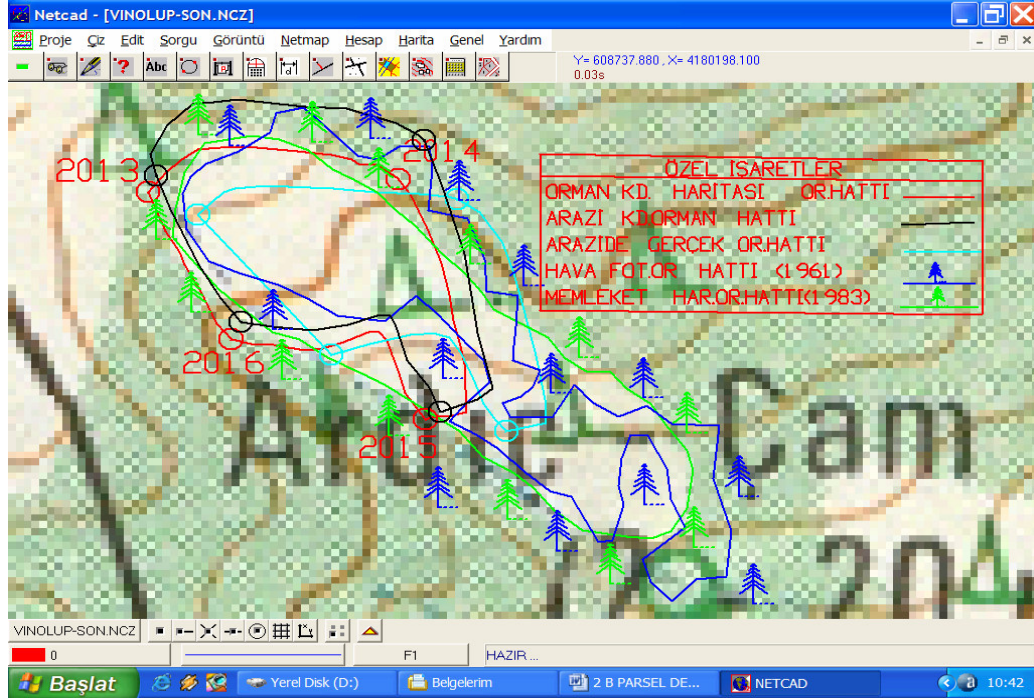 Netcad - [VINOLUP-SON.NCZ]
Proje Çiz Edit Sorgu Görüntü Netmap Hesap Harita Genel Yardım
Abc
Y= 608737.880 , X= 4180198.100
0.03s
2013
2014
ÖZEL İSARETLER
ORMAN KD. HARİTASI OR.HATTI
ARAZİ KD.ORMAN HATTI
ARAZİDE GERÇEK OR.HATTI
HAVA FOT.OR HATTI (1961)
MEMLEKET HAR.OR.HATTI(1983)
2016
2015
Cam
20
VINOLUP-SON.NCZ
0
F1
HAZIR ...
Başlat
Yerel Disk (D:)
Belgelerim
2 B PARSEL DE...
NETCAD
10:42